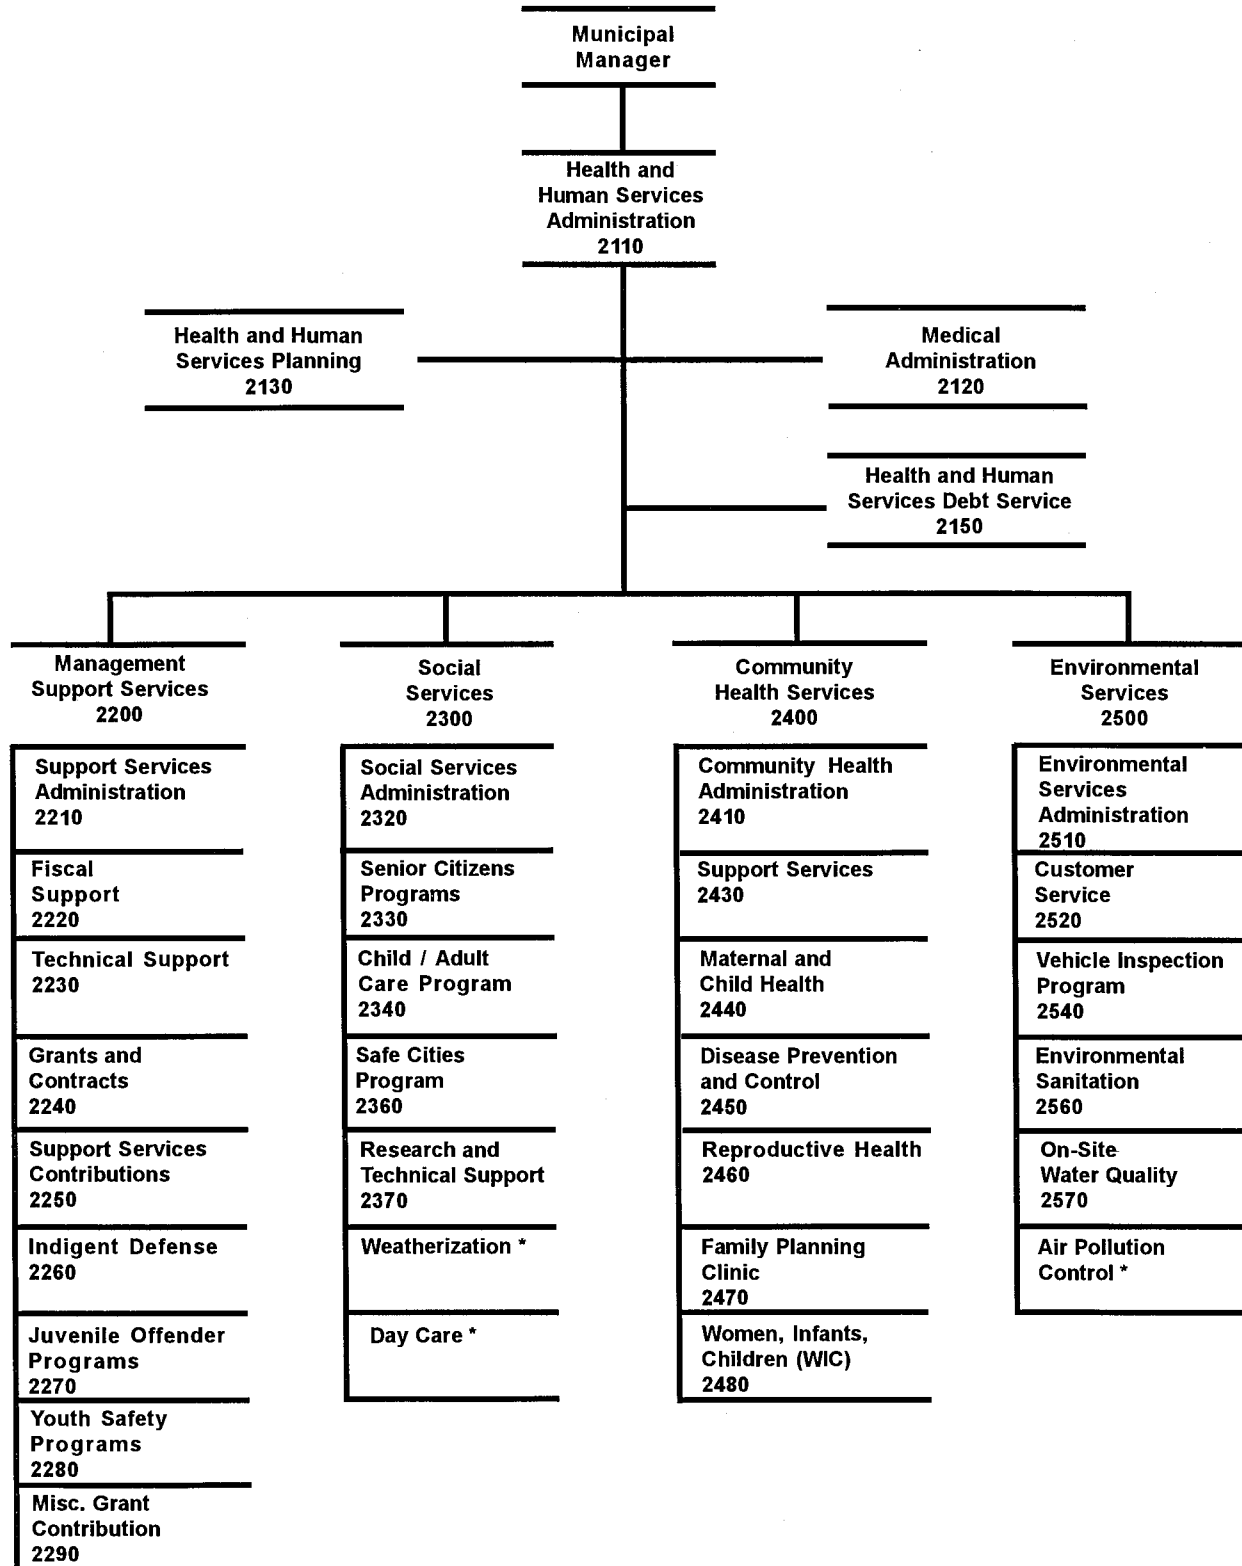 Municipal
Manager
Health and
Human Services
Administration
2110
Health and Human
Services Planning
2130
Medical
Administration
2120
Health and Human
Services Debt Service
2150
Management
Support Services
2200
Support Services
Administration
2210
Fiscal
Support
2220
Technical Support
2230
Grants and
Contracts
2240
Support Services
Contributions
2250
Indigent Defense
2260
Juvenile Offender
Programs
2270
Youth Safety
Programs
2280
Misc. Grant
Contribution
2290
Social
Services
2300
Social Services
Administration
2320
Senior Citizens
Programs
2330
Child / Adult
Care Program
2340
Safe Cities
Program
2360
Research and
Technical Support
2370
Weatherization *
Day Care *
Community
Health Services
2400
Community Health
Administration
2410
Support Services
2430
Maternal and
Child Health
2440
Disease Prevention
and Control
2450
Reproductive Health
2460
Family Planning
Clinic
2470
Women, Infants,
Children (WIC)
2480
Environmental
Services
2500
Environmental
Services
Administration
2510
Customer
Service
2520
Vehicle Inspection
Program
2540
Environmental
Sanitation
2560
On-Site
Water Quality
2570
Air Pollution
Control *